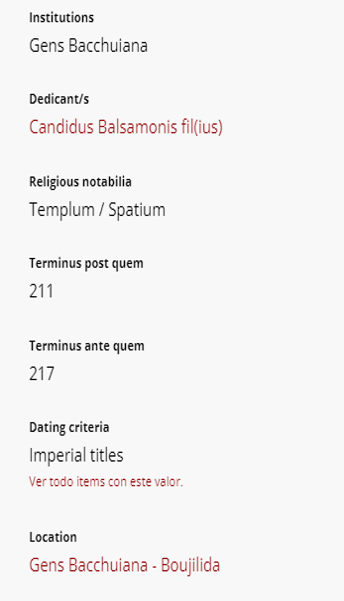 Institutions
Gens Bacchuiana
Dedicant/s
Candidus Balsamonis fil(ius)
Religious notabilia
Templum / Spatium
Terminus post quem
211
Terminus ante quem
217
Dating criteria
Imperial titles
Ver todo items con este valor.
Location
Gens Bacchuiana - Boujilida